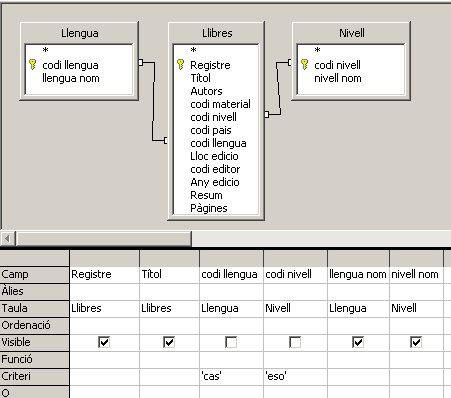 Llengua
*
codi llengua
llengua nom
Llibres
*
Registre
Títol
Autors
codi material
codi nivell
codi pais
codi llengua
Lloc edicio
codi editor
Any edicio
Resum
Pàgines
Nivell
*
codi nivell
nivell nom
Camp Registre Títol codi llengua codi nivell llengua nom nivell nom
Àlies
Taula Llibres Llibres Llengua Nivell Llengua Nivell
Ordenació
Visible
Funció
Criteri 'cas' 'eso'
O